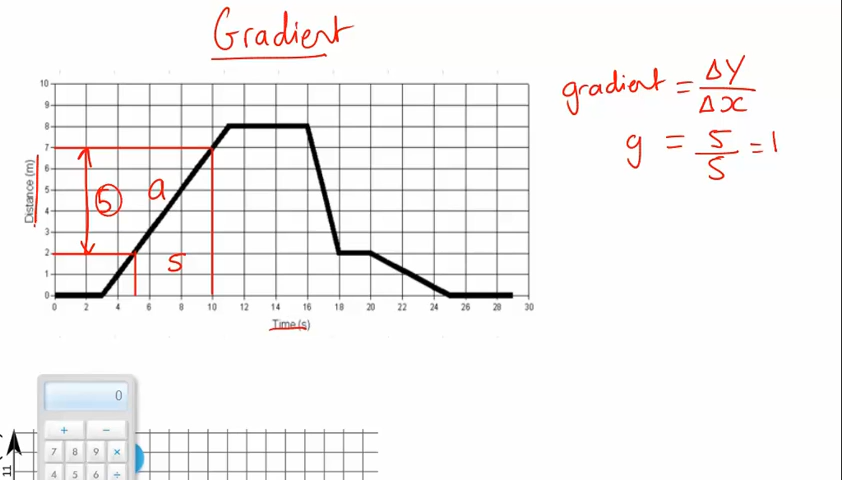 Gradient
gradient = ΔY
Δx
g = 5 = 1
5
10
9
8
7
6
5
4
3
2
1
0
Distance (m)
5
a
5
0 2 4 6 8 10 12 14 16 18 20 22 24 26 28 30
Time (s)
0
+ −
7 8 9 ×
4 5 6 ÷
11